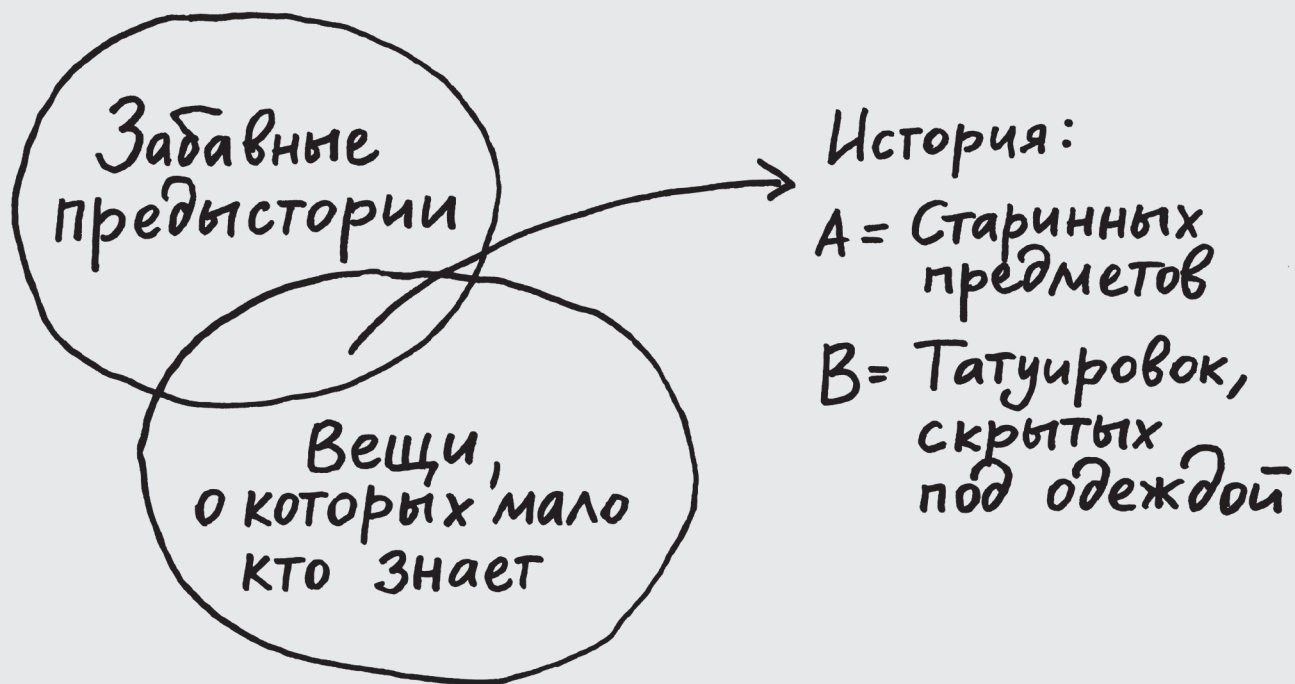 Забавные
предыстории
Вещи,
о которых мало
кто знает
История:
А = Старинных
предметов
В = Татуировок,
скрытых
под одеждой